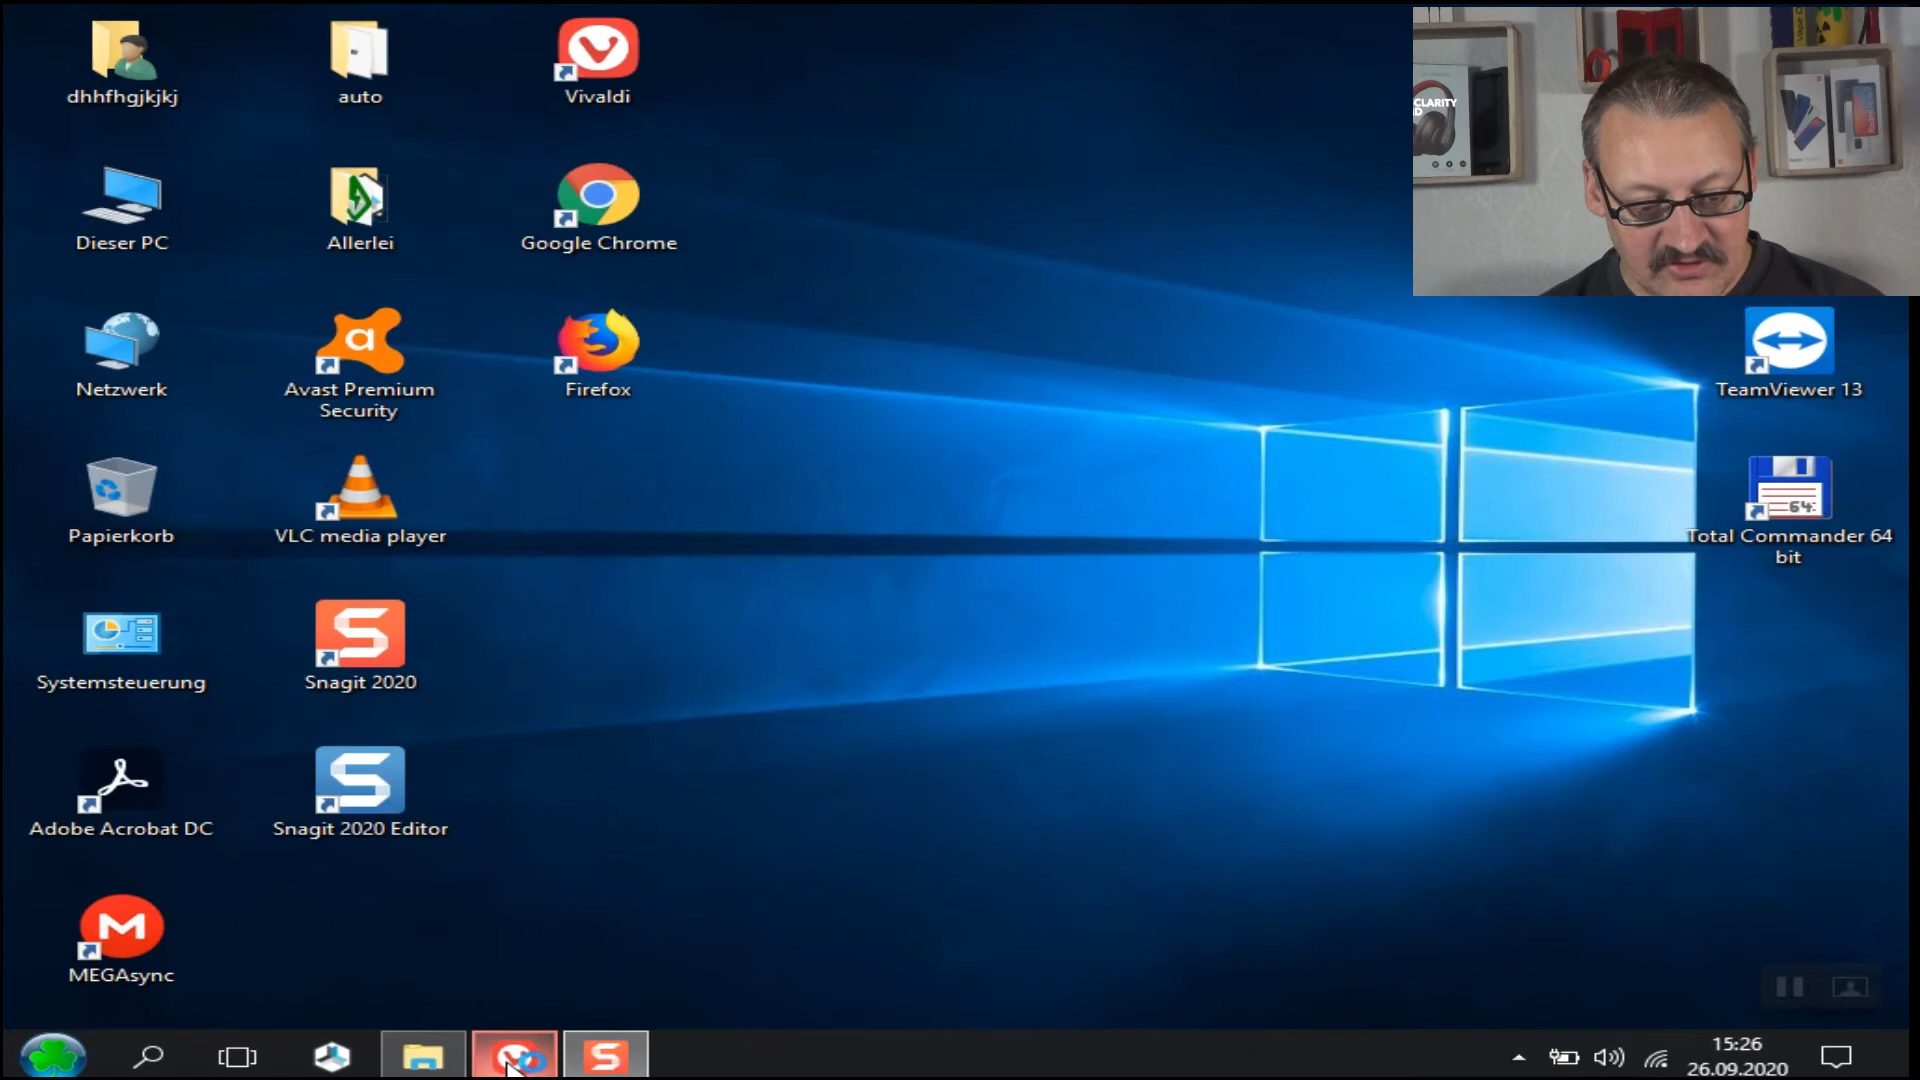 dhhfhgjkjkj
auto
Vivaldi
CLARITY
Dieser PC
Allerlei
Google Chrome
Netzwerk
Avast Premium
Security
Firefox
TeamViewer 13
Papierkorb
VLC media player
64
Total Commander 64
bit
Systemsteuerung
Snagit 2020
Adobe Acrobat DC
Snagit 2020 Editor
MEGAsync
15:26
26.09.2020